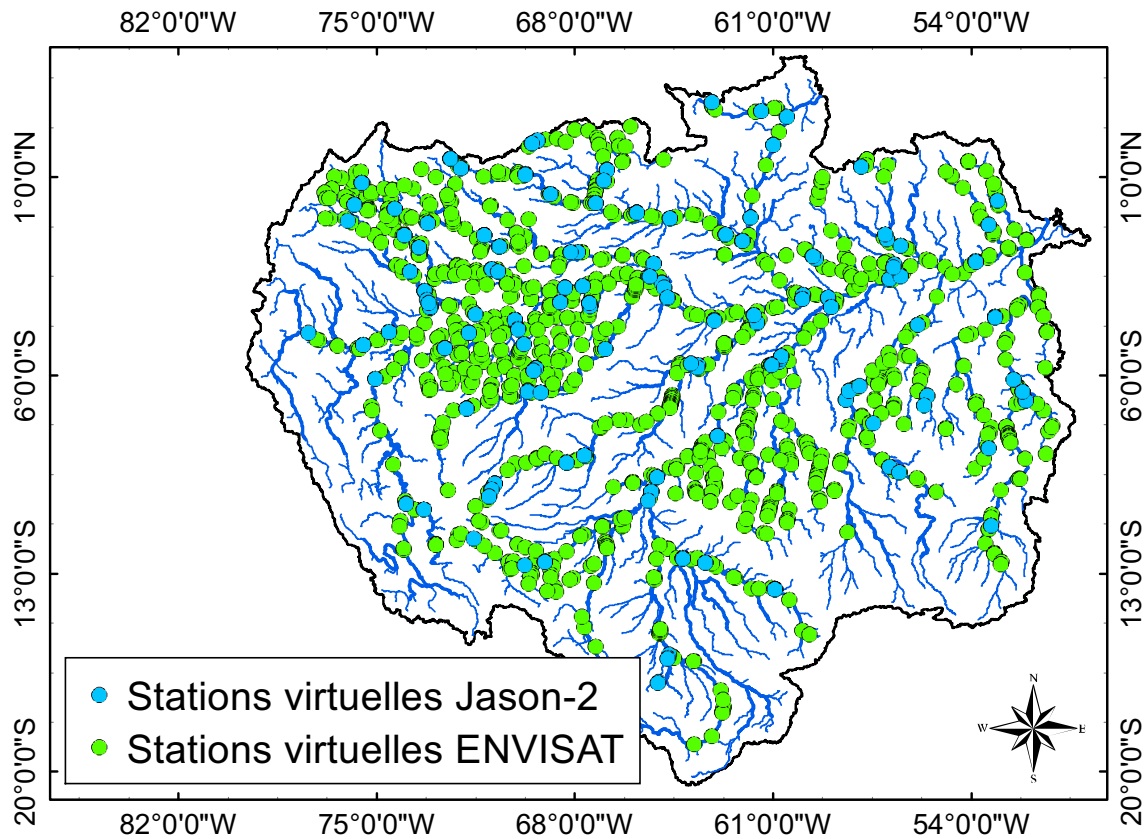 82°0'0"W 75°0'0"W 68°0'0"W 61°0'0"W 54°0'0"W
1°0'0"N 1°0'0"N
6°0'0"S 6°0'0"S
13°0'0"S 13°0'0"S
20°0'0"S 20°0'0"S
Stations virtuelles Jason-2
Stations virtuelles ENVISAT
N
W E
S
82°0'0"W 75°0'0"W 68°0'0"W 61°0'0"W 54°0'0"W